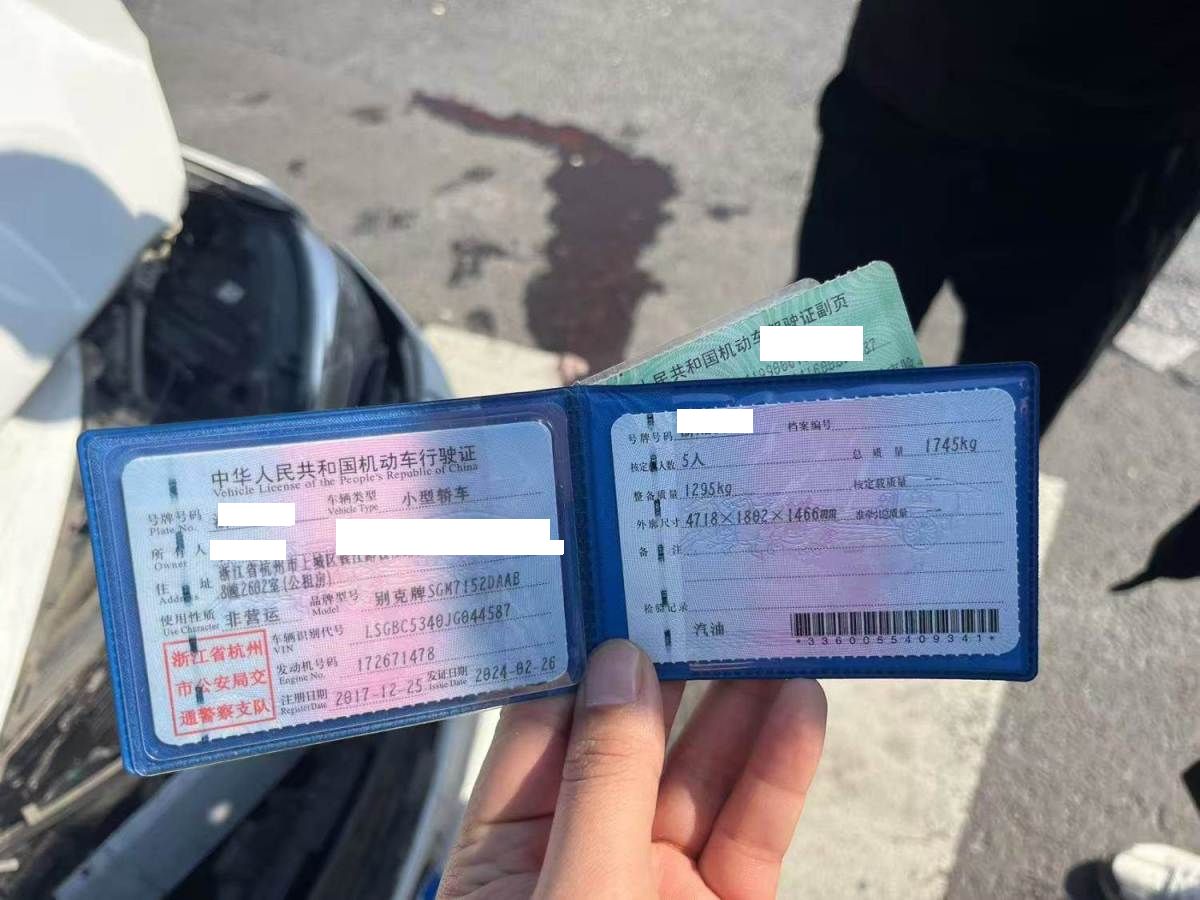 中华人民共和国机动车行驶证
Vehicle License of the People's Republic of China
号牌号码
Plate No.
车辆类型 小型轿车
Vehicle Type
所有人
Owner
住址 浙江省杭州市上城区
Address 8幢2602室(公租房)
使用性质 非营运
Use Character
品牌型号 别克牌SGM7152DAAB
Model
车辆识别代号 LSGBC5340JG044587
VIN
发动机号码 172671478
Engine No.
注册日期 2017-12-25 发证日期 2024-02-26
Register Date Issue Date
浙江省杭州
市公安局交
通警察支队
人民共和国机动车驾驶证副页
号牌号码 档案编号
核定人数 5人 总质量 1745kg
整备质量 1295kg 核定载质量 --
外廓尺寸 4718×1802×1466mm 准牵引总质量 --
备注
检验记录
汽油
*3360055409341*